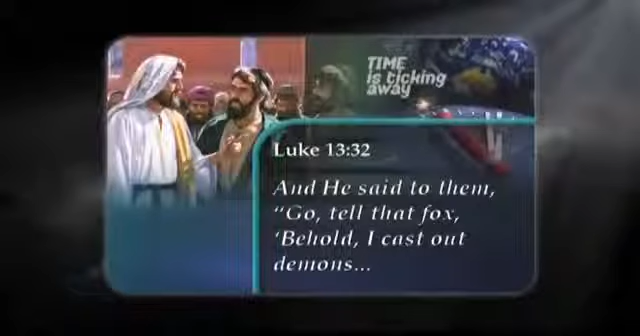 TIME
is ticking
away
Luke 13:32
And He said to them,
“Go, tell that fox,
‘Behold, I cast out
demons...